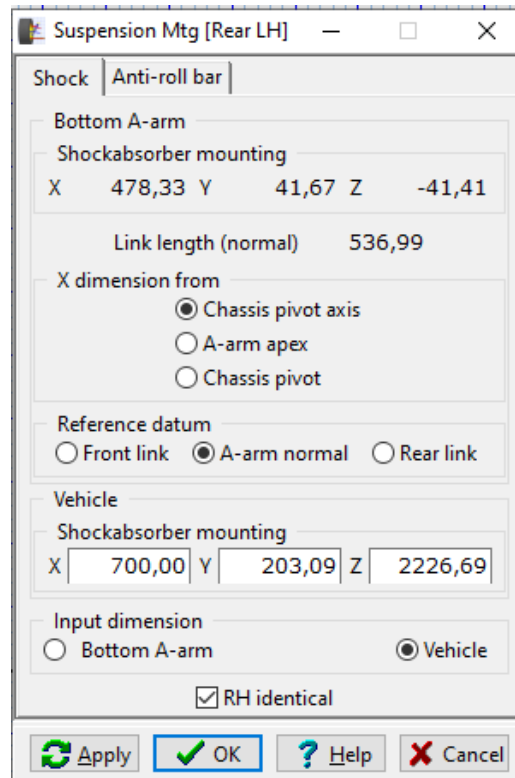 Suspension Mtg [Rear LH]
Shock Anti-roll bar
Bottom A-arm
Shockabsorber mounting
X 478,33 Y 41,67 Z -41,41
Link length (normal) 536,99
X dimension from
Chassis pivot axis
A-arm apex
Chassis pivot
Reference datum
Front link A-arm normal Rear link
Vehicle
Shockabsorber mounting
X 700,00 Y 203,09 Z 2226,69
Input dimension
Bottom A-arm Vehicle
RH identical
Apply OK Help Cancel